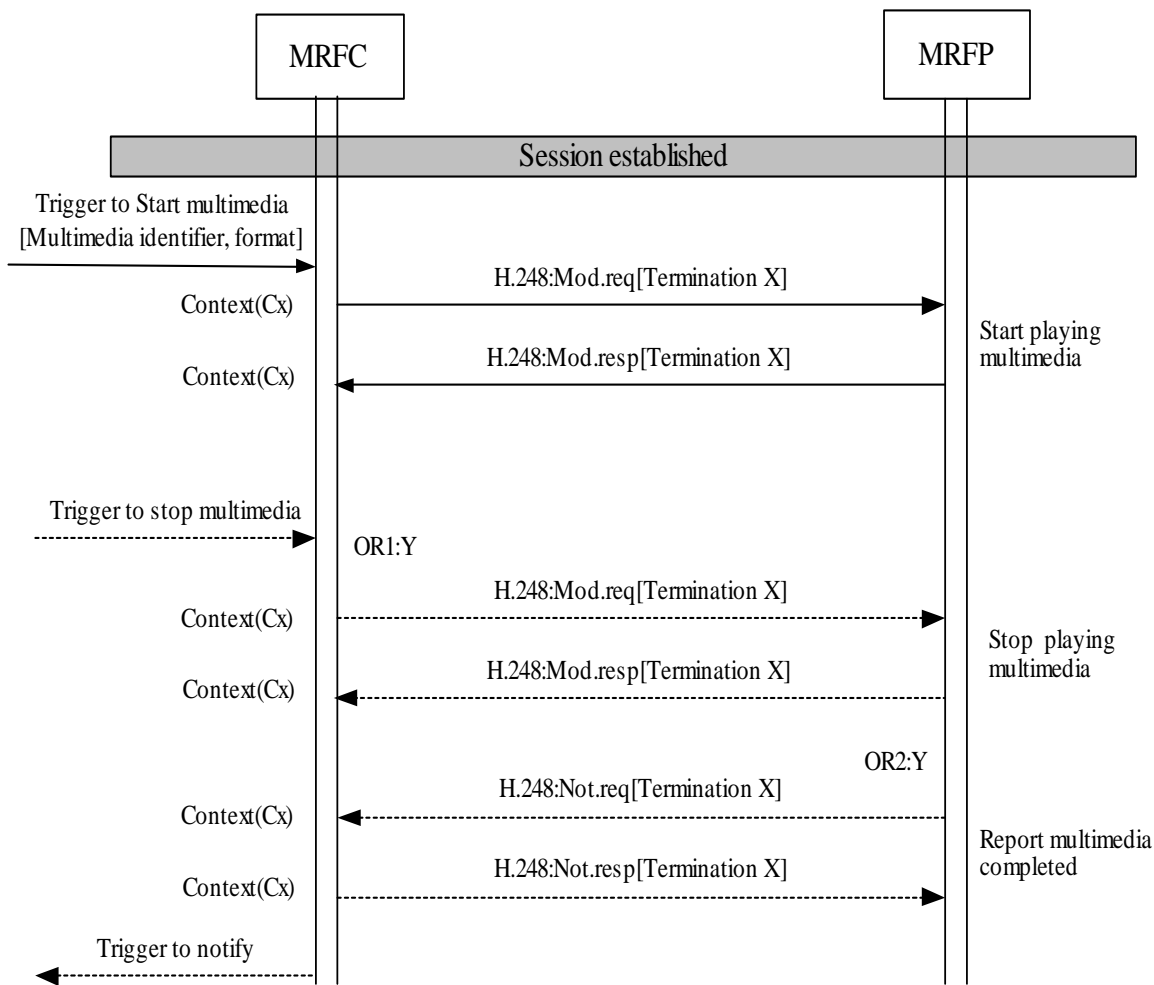 MRFC
MRFP
Session established
Trigger to Start multimedia
[Multimedia identifier, format]
H.248:Mod.req[Termination X]
Context(Cx)
Start playing
multimedia
H.248:Mod.resp[Termination X]
Context(Cx)
Trigger to stop multimedia
OR1:Y
H.248:Mod.req[Termination X]
Context(Cx)
Stop playing
multimedia
H.248:Mod.resp[Termination X]
Context(Cx)
OR2:Y
H.248:Not.req[Termination X]
Context(Cx)
Report multimedia
completed
H.248:Not.resp[Termination X]
Context(Cx)
Trigger to notify